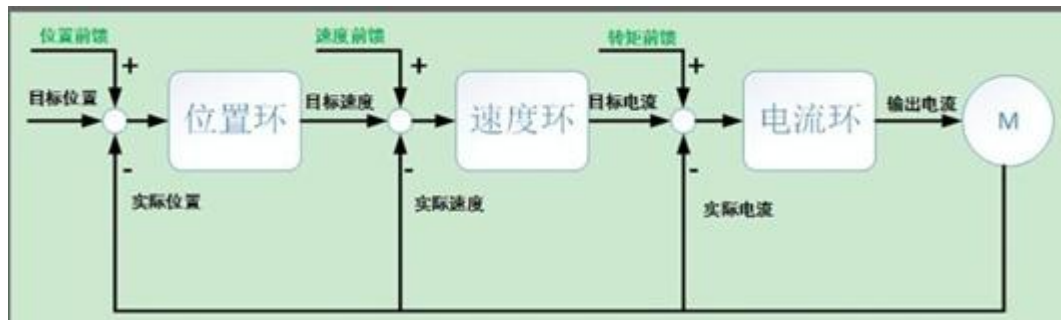 位置前馈
速度前馈
转矩前馈
+
+
+
目标位置
位置环
目标速度
速度环
目标电流
电流环
输出电流
M
-
-
-
实际位置
实际速度
实际电流